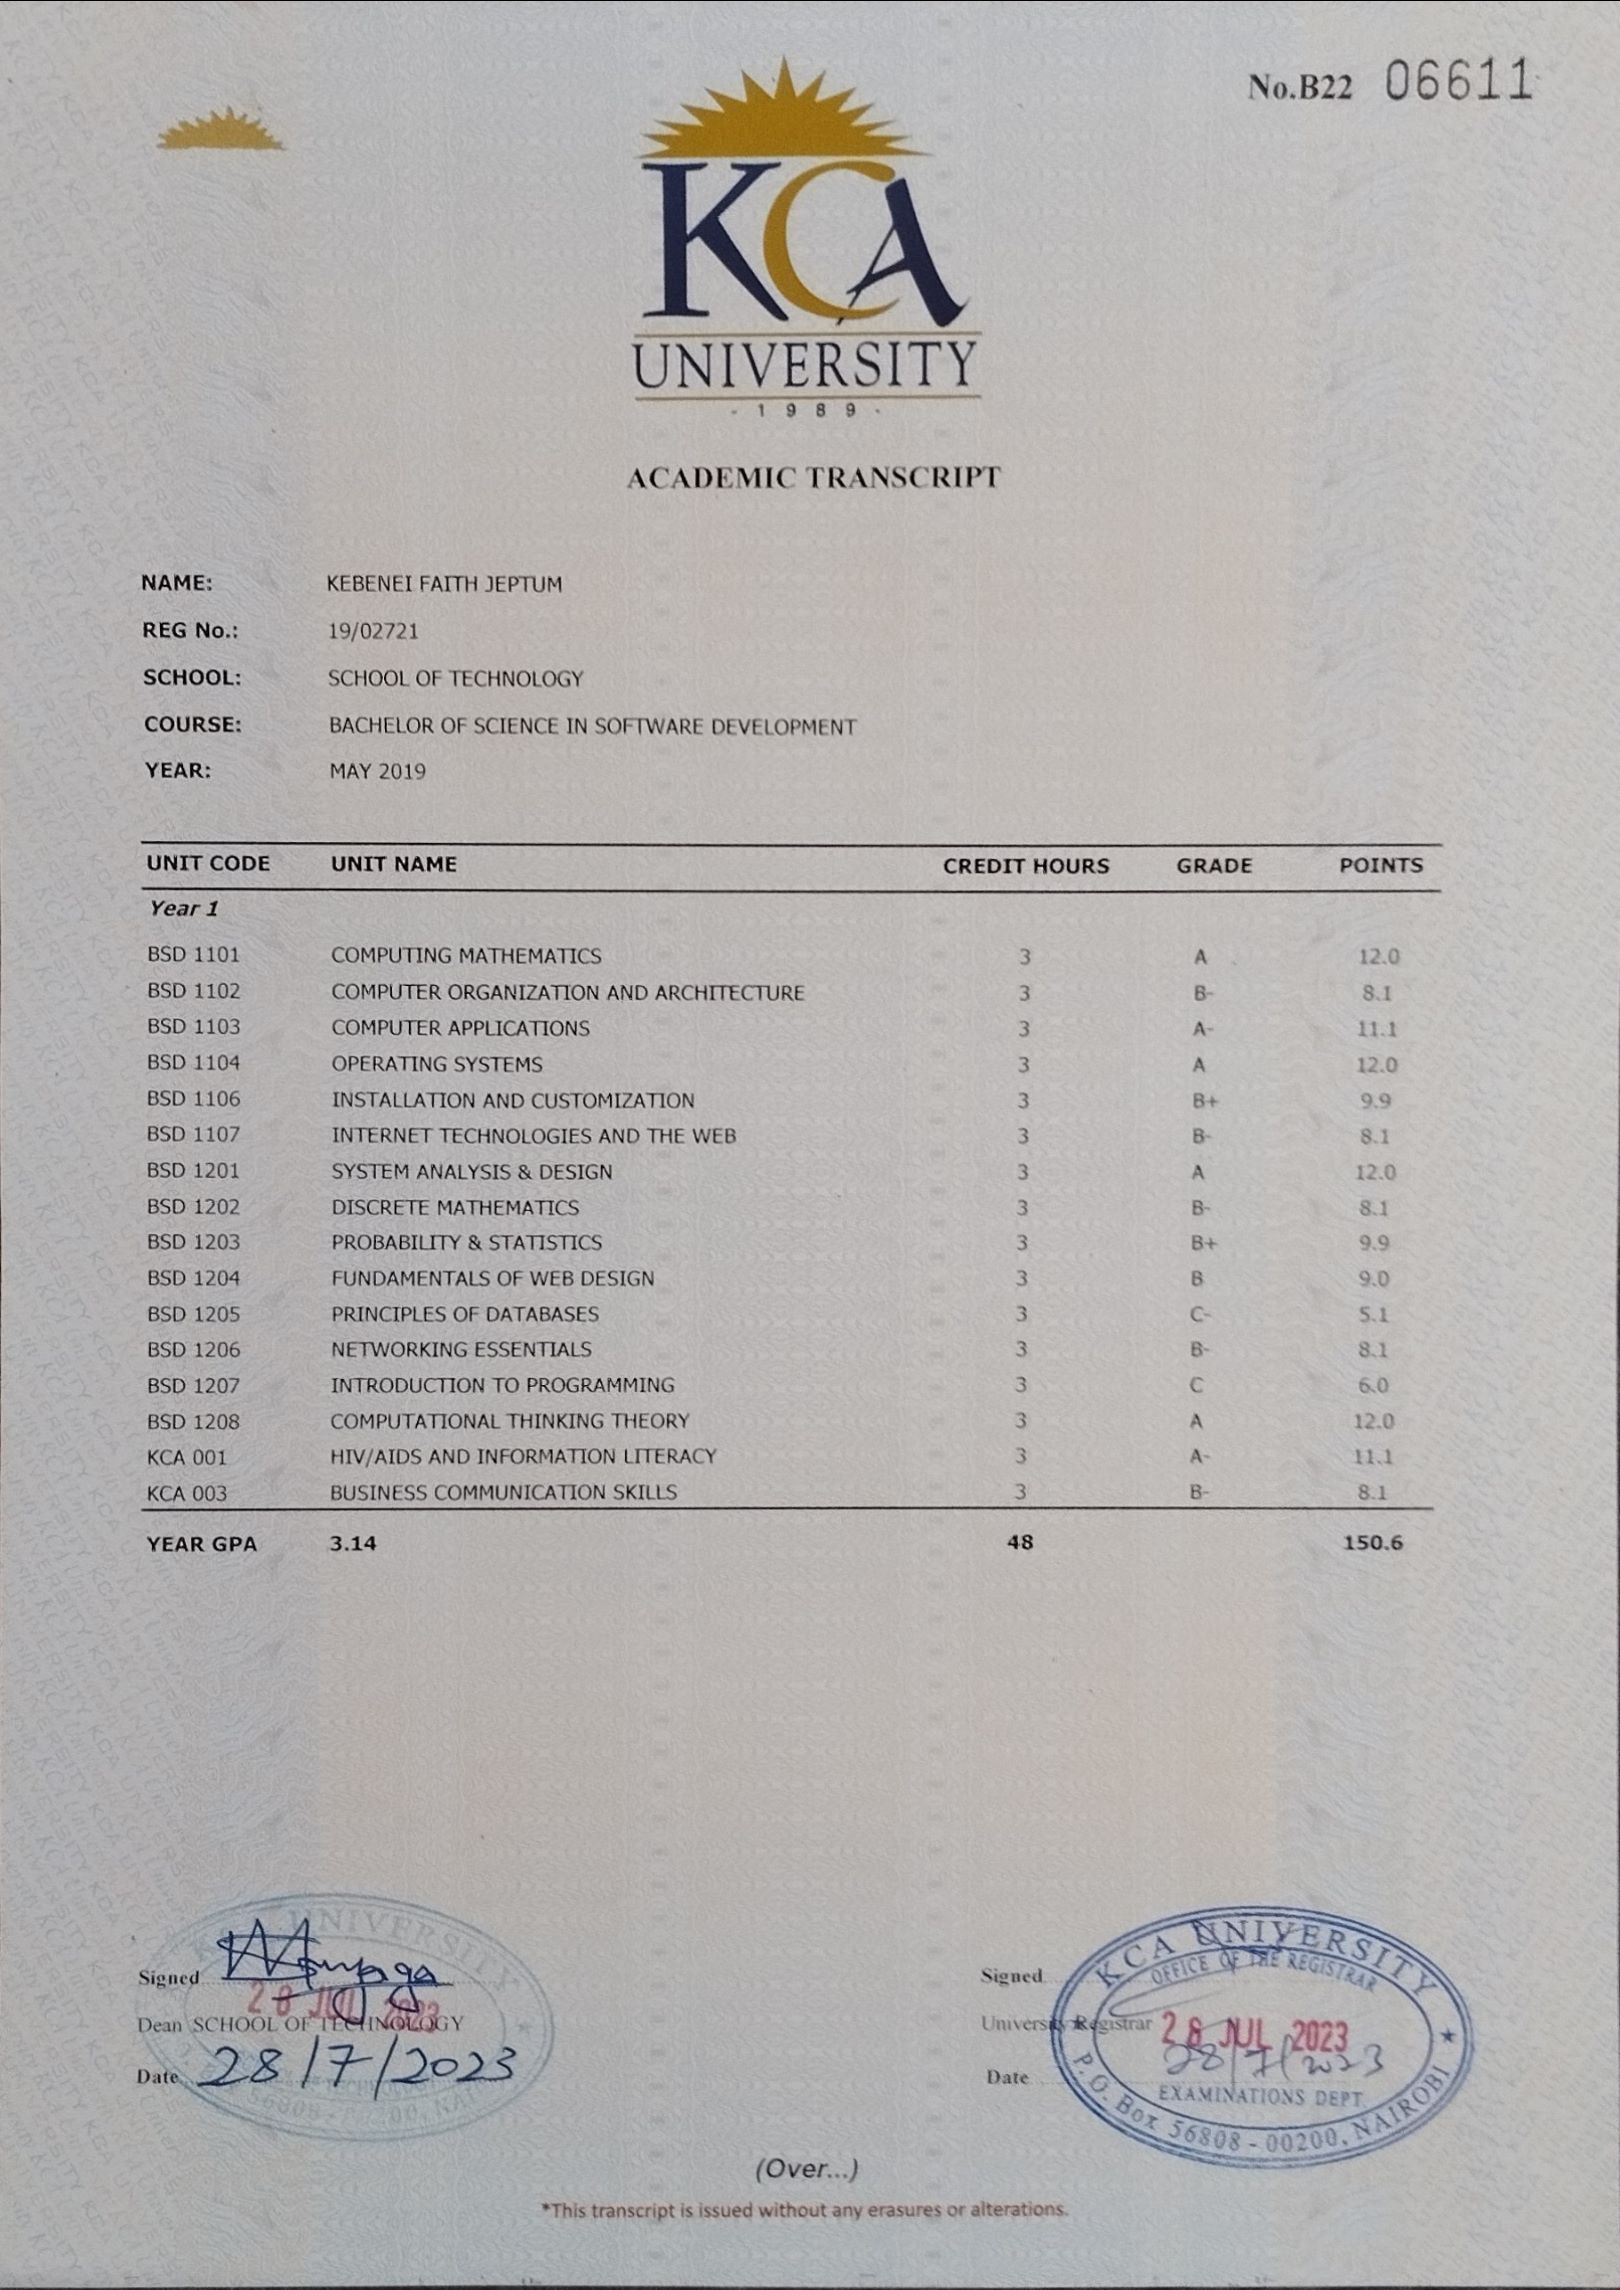 No.B22 06611
KCA
UNIVERSITY
- 1 9 8 9 -
ACADEMIC TRANSCRIPT
NAME: KEBENEI FAITH JEPTUM
REG No.: 19/02721
SCHOOL: SCHOOL OF TECHNOLOGY
COURSE: BACHELOR OF SCIENCE IN SOFTWARE DEVELOPMENT
YEAR: MAY 2019
UNIT CODE UNIT NAME CREDIT HOURS GRADE POINTS
Year 1
BSD 1101 COMPUTING MATHEMATICS 3 A 12.0
BSD 1102 COMPUTER ORGANIZATION AND ARCHITECTURE 3 B- 8.1
BSD 1103 COMPUTER APPLICATIONS 3 A- 11.1
BSD 1104 OPERATING SYSTEMS 3 A 12.0
BSD 1106 INSTALLATION AND CUSTOMIZATION 3 B+ 9.9
BSD 1107 INTERNET TECHNOLOGIES AND THE WEB 3 B- 8.1
BSD 1201 SYSTEM ANALYSIS & DESIGN 3 A 12.0
BSD 1202 DISCRETE MATHEMATICS 3 B- 8.1
BSD 1203 PROBABILITY & STATISTICS 3 B+ 9.9
BSD 1204 FUNDAMENTALS OF WEB DESIGN 3 B 9.0
BSD 1205 PRINCIPLES OF DATABASES 3 C- 5.1
BSD 1206 NETWORKING ESSENTIALS 3 B- 8.1
BSD 1207 INTRODUCTION TO PROGRAMMING 3 C 6.0
BSD 1208 COMPUTATIONAL THINKING THEORY 3 A 12.0
KCA 001 HIV/AIDS AND INFORMATION LITERACY 3 A- 11.1
KCA 003 BUSINESS COMMUNICATION SKILLS 3 B- 8.1
YEAR GPA 3.14 48 150.6
UNIVERSITY
Signed
28 JUL 2023
Dean SCHOOL OF TECHNOLOGY
Date 28/7/2023
KCA UNIVERSITY
OFFICE OF THE REGISTRAR
Signed
University Registrar 28 JUL 2023
Date 28/7/2023
EXAMINATIONS DEPT
P.O. Box 56808 - 00200, NAIROBI
(Over...)
*This transcript is issued without any erasures or alterations.